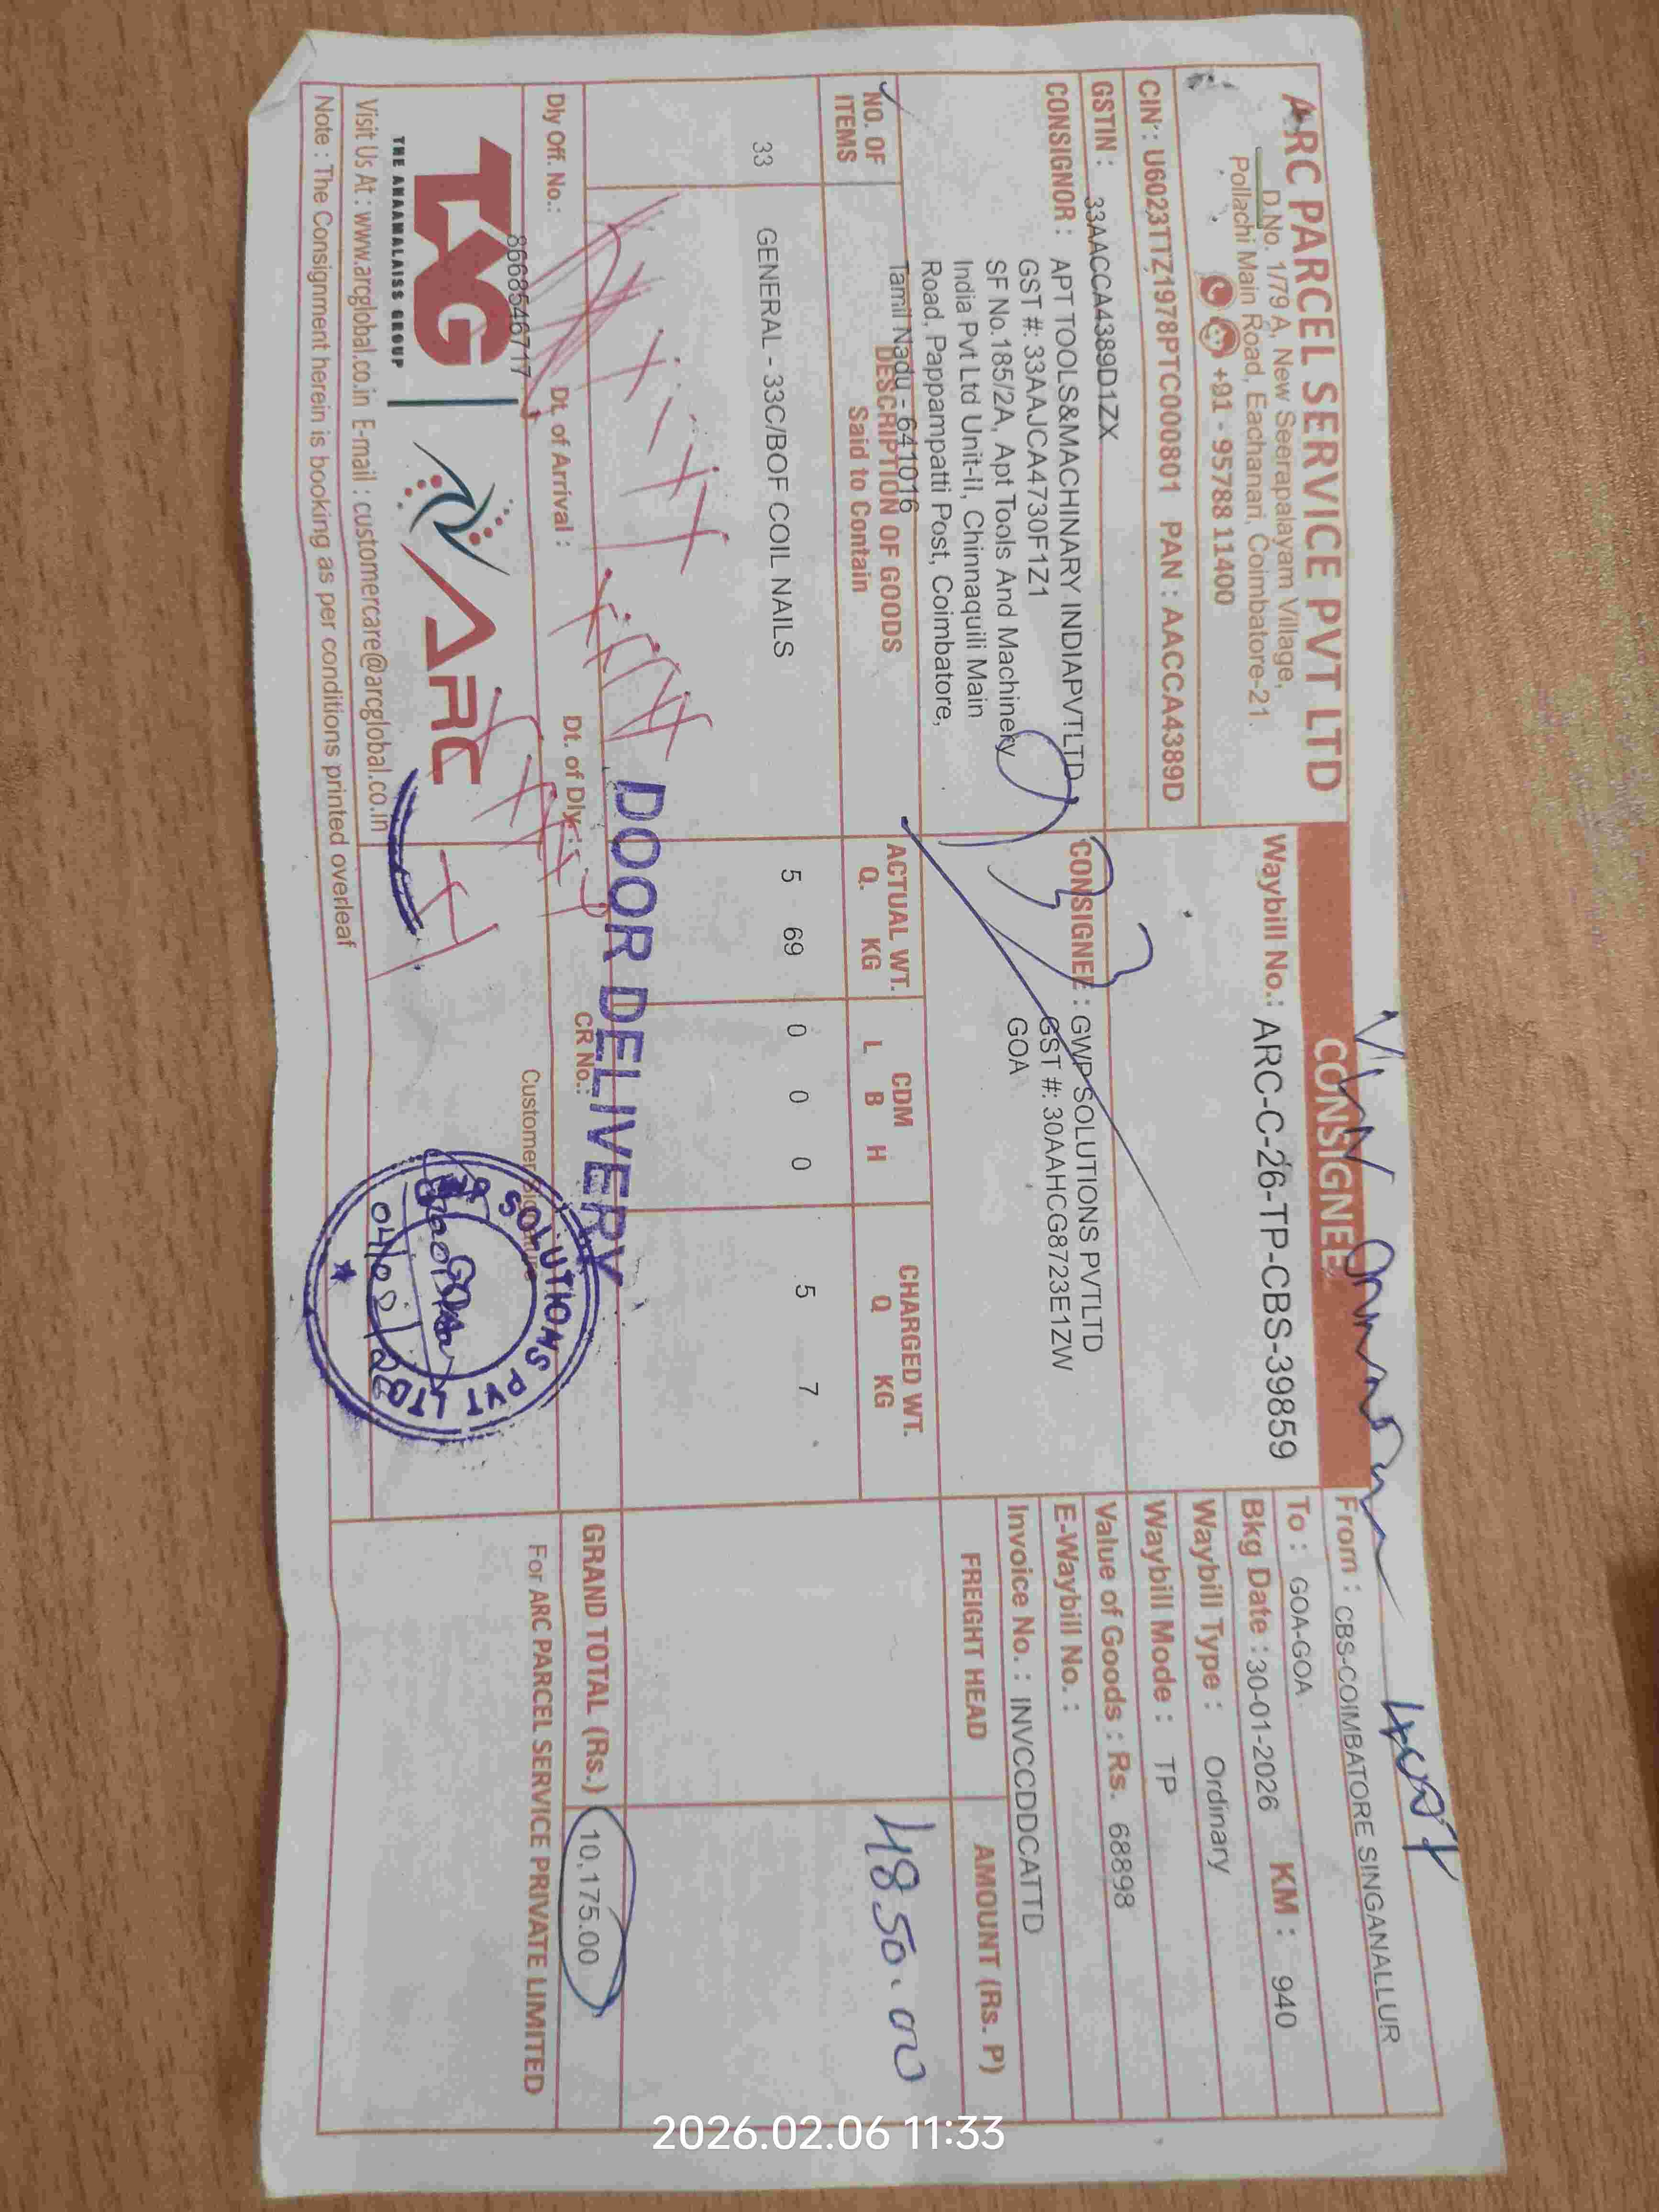 ARC PARCEL SERVICE PVT LTD
D.No. 1/79 A, New Seerapalayam Village,
Pollachi Main Road, Eachanari, Coimbatore-21.
+91 - 95788 11400
CIN : U6023TTZ1978PTC000801 PAN : AACCA4389D
GSTIN : 33AACCA4389D1ZX
CONSIGNEE
Waybill No.: ARC-C-26-TP-CBS-39859
From : CBS-COIMBATORE SINGANALLUR
To : GOA-GOA
Bkg Date : 30-01-2026 KM : 940
Waybill Type : Ordinary
Waybill Mode : TP
Value of Goods : Rs. 68898
E-Waybill No. :
Invoice No. : INVCCDDCATTD
CONSIGNOR : APT TOOLS&MACHINARY INDIAPVTLTD
GST #: 33AAJCA4730F1Z1
SF No.185/2A, Apt Tools And Machinery
India Pvt Ltd Unit-II, Chinnaquili Main
Road, Pappampatti Post, Coimbatore,
Tamil Nadu - 641016
CONSIGNEE : GWP SOLUTIONS PVTLTD
GST #: 30AAHCG8723E1ZW
GOA
NO. OF ITEMS
DESCRIPTION OF GOODS
Said to Contain
ACTUAL WT.
Q. KG
CDM
L B H
CHARGED WT.
Q KG
FREIGHT HEAD
AMOUNT (Rs. P)
4850.00
33 GENERAL - 33C/BOF COIL NAILS 5 69 0 0 0 5 7
DOOR DELIVERY
Dly Off. No.: Dt. of Arrival : Dt. of Dly. : CR No.:
8668546717
GRAND TOTAL (Rs.) 10,175.00
Customer
SOLUTIONS PVT LTD
GOA
04/02/26
For ARC PARCEL SERVICE PRIVATE LIMITED
TAG
THE ANAAMALAISS GROUP
ARC
Visit Us At : www.arcglobal.co.in E-mail : customercare@arcglobal.co.in
Note : The Consignment herein is booking as per conditions printed overleaf
2026.02.06 11:33